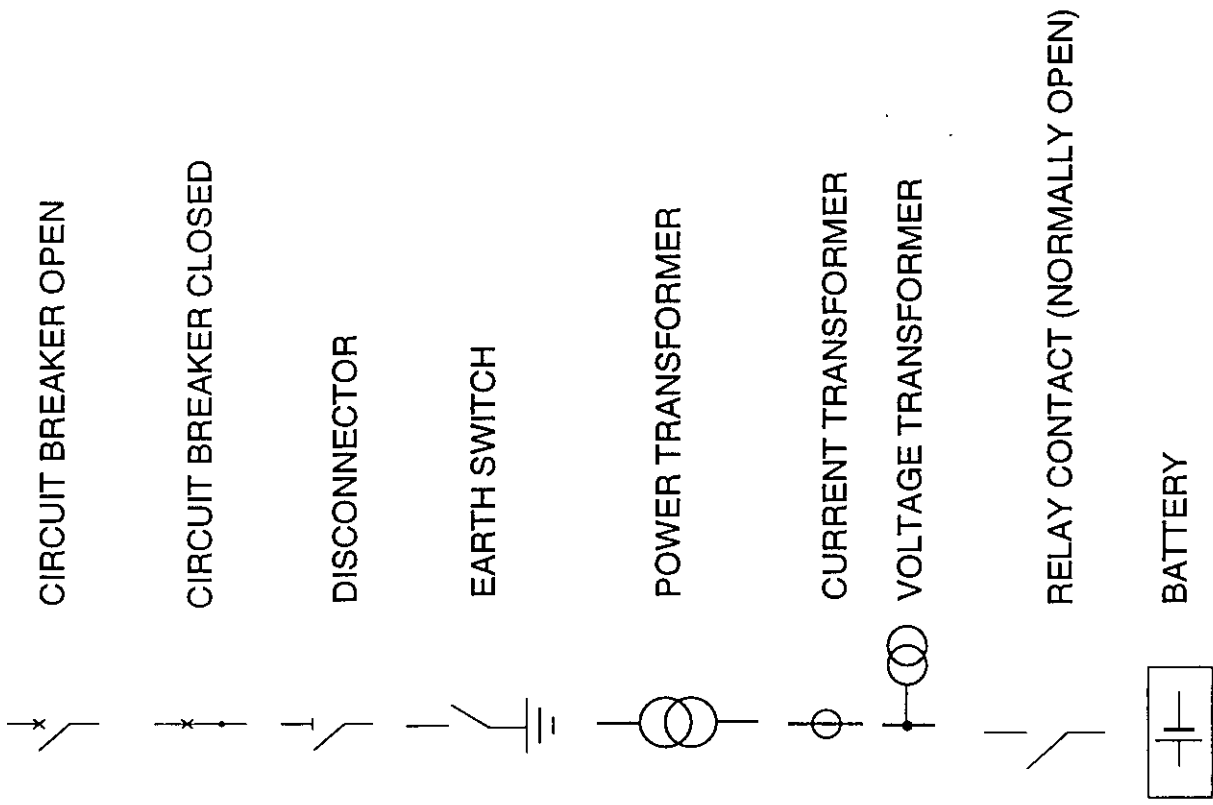 CIRCUIT BREAKER OPEN
CIRCUIT BREAKER CLOSED
DISCONNECTOR
EARTH SWITCH
POWER TRANSFORMER
CURRENT TRANSFORMER
VOLTAGE TRANSFORMER
RELAY CONTACT (NORMALLY OPEN)
BATTERY